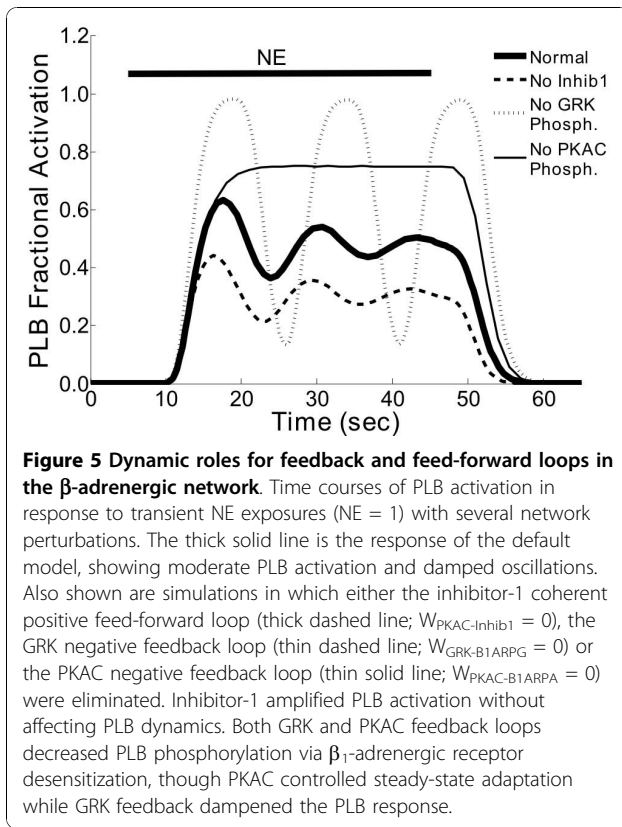 1.2
1.0
0.8
0.6
0.4
0.2
0.0
PLB Fractional Activation
NE
Normal
No Inhib1
No GRK
Phosph.
No PKAC
Phosph.
0 10 20 30 40 50 60
Time (sec)
Figure 5 Dynamic roles for feedback and feed-forward loops in
the β-adrenergic network. Time courses of PLB activation in
response to transient NE exposures (NE = 1) with several network
perturbations. The thick solid line is the response of the default
model, showing moderate PLB activation and damped oscillations.
Also shown are simulations in which either the inhibitor-1 coherent
positive feed-forward loop (thick dashed line; W_PKAC-Inhib1 = 0), the
GRK negative feedback loop (thin dashed line; W_GRK-B1ARPG = 0) or
the PKAC negative feedback loop (thin solid line; W_PKAC-B1ARPA = 0)
were eliminated. Inhibitor-1 amplified PLB activation without
affecting PLB dynamics. Both GRK and PKAC feedback loops
decreased PLB phosphorylation via β₁-adrenergic receptor
desensitization, though PKAC controlled steady-state adaptation
while GRK feedback dampened the PLB response.